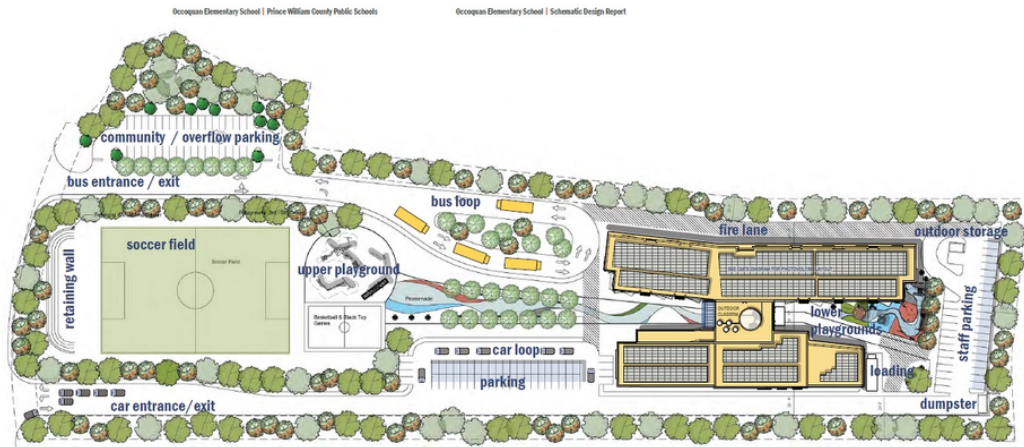 Occoquan Elementary School | Prince William County Public Schools
Occoquan Elementary School | Schematic Design Report
community / overflow parking
bus entrance / exit
bus loop
fire lane
outdoor storage
soccer field
Soccer Field
upper playground
retaining wall
Promenade
Basketball & Black Top
Games
OUTDOOR
lower
playgrounds
staff parking
car loop
parking
loading
car entrance/exit
dumpster